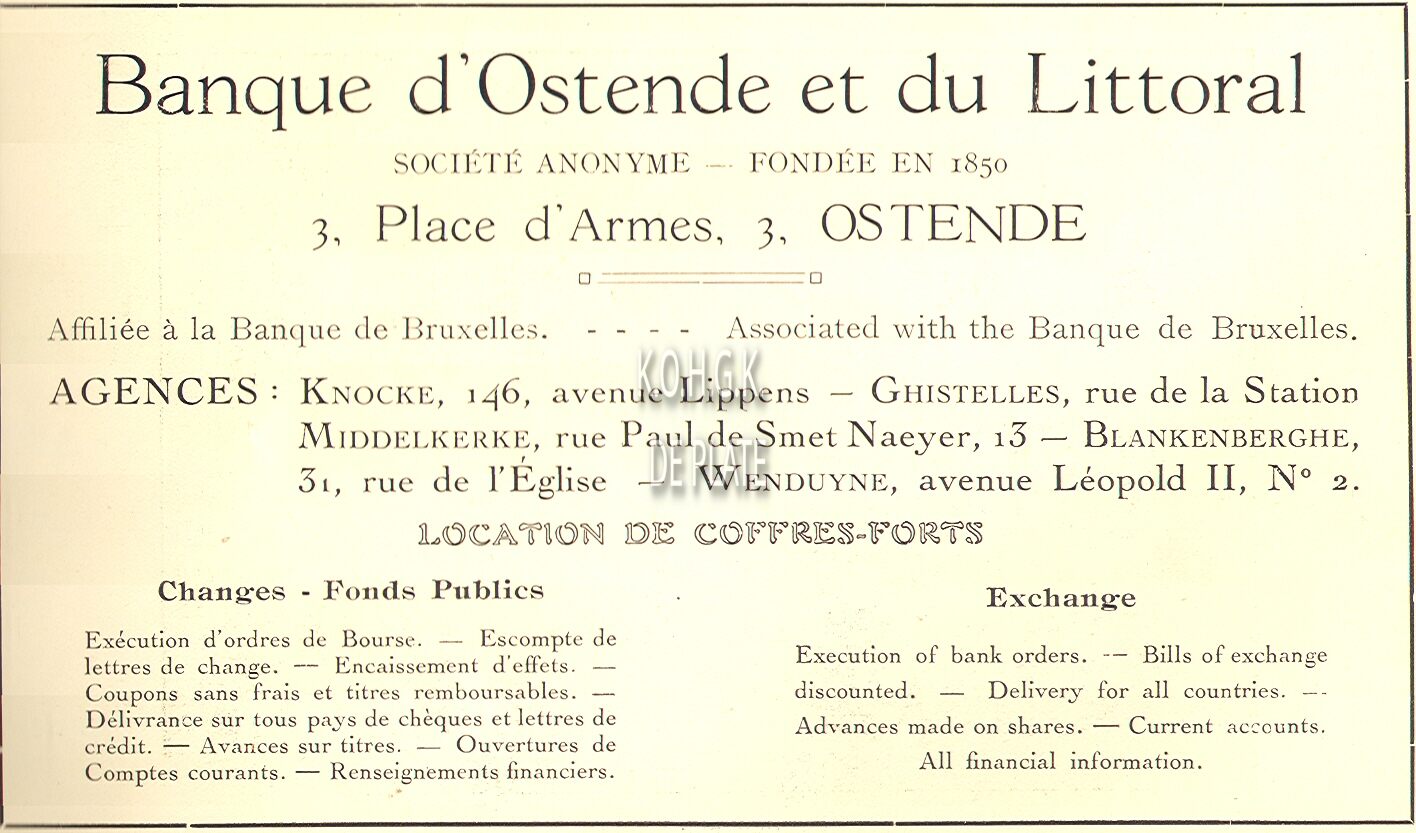 Banque d'Ostende et du Littoral
SOCIÉTÉ ANONYME — FONDÉE EN 1850
3, Place d'Armes, 3, OSTENDE
Affiliée à la Banque de Bruxelles. - - - - Associated with the Banque de Bruxelles.
KOHGK
DE PLATE
AGENCES : KNOCKE, 146, avenue Lippens — GHISTELLES, rue de la Station
MIDDELKERKE, rue Paul de Smet Naeyer, 13 — BLANKENBERGHE,
31, rue de l'Église — WENDUYNE, avenue Léopold II, N° 2.
LOCATION DE COFFRES-FORTS
Changes - Fonds Publics
Exécution d'ordres de Bourse. — Escompte de
lettres de change. — Encaissement d'effets. —
Coupons sans frais et titres remboursables. —
Délivrance sur tous pays de chèques et lettres de
crédit. — Avances sur titres. — Ouvertures de
Comptes courants. — Renseignements financiers.
Exchange
Execution of bank orders. — Bills of exchange
discounted. — Delivery for all countries. —
Advances made on shares. — Current accounts.
All financial information.